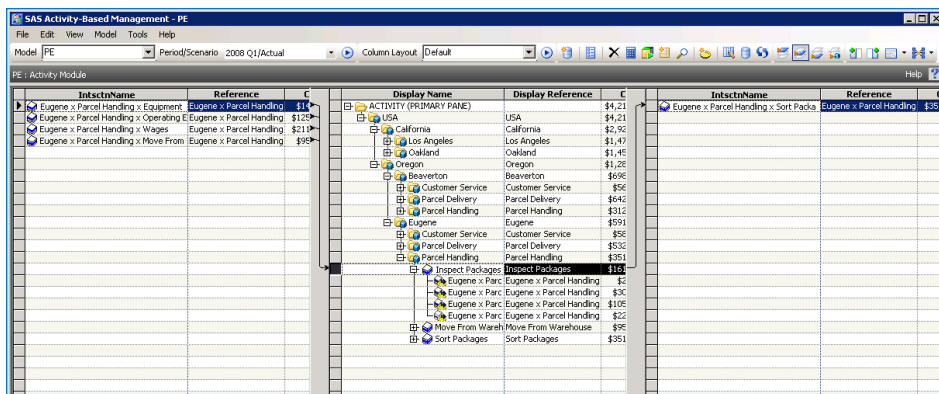 SAS Activity-Based Management - PE
File Edit View Model Tools Help
Model PE Period/Scenario 2008 Q1/Actual Column Layout Default
PE : Activity Module Help
IntsctnName Reference C
Eugene x Parcel Handling x Equipment Eugene x Parcel Handling $14
Eugene x Parcel Handling x Operating E Eugene x Parcel Handling $125
Eugene x Parcel Handling x Wages Eugene x Parcel Handling $211
Eugene x Parcel Handling x Move From Eugene x Parcel Handling $95
Display Name Display Reference C
ACTIVITY (PRIMARY PANE) $4,21
USA USA $4,21
California California $2,92
Los Angeles Los Angeles $1,47
Oakland Oakland $1,45
Oregon Oregon $1,28
Beaverton Beaverton $698
Customer Service Customer Service $56
Parcel Delivery Parcel Delivery $642
Parcel Handling Parcel Handling $312
Eugene Eugene $591
Customer Service Customer Service $58
Parcel Delivery Parcel Delivery $532
Parcel Handling Parcel Handling $351
Inspect Packages Inspect Packages $161
Eugene x Parc Eugene x Parcel Handling $2
Eugene x Parc Eugene x Parcel Handling $30
Eugene x Parc Eugene x Parcel Handling $105
Eugene x Parc Eugene x Parcel Handling $22
Move From Wareh Move From Warehouse $95
Sort Packages Sort Packages $351
IntsctnName Reference C
Eugene x Parcel Handling x Sort Packa Eugene x Parcel Handling $35